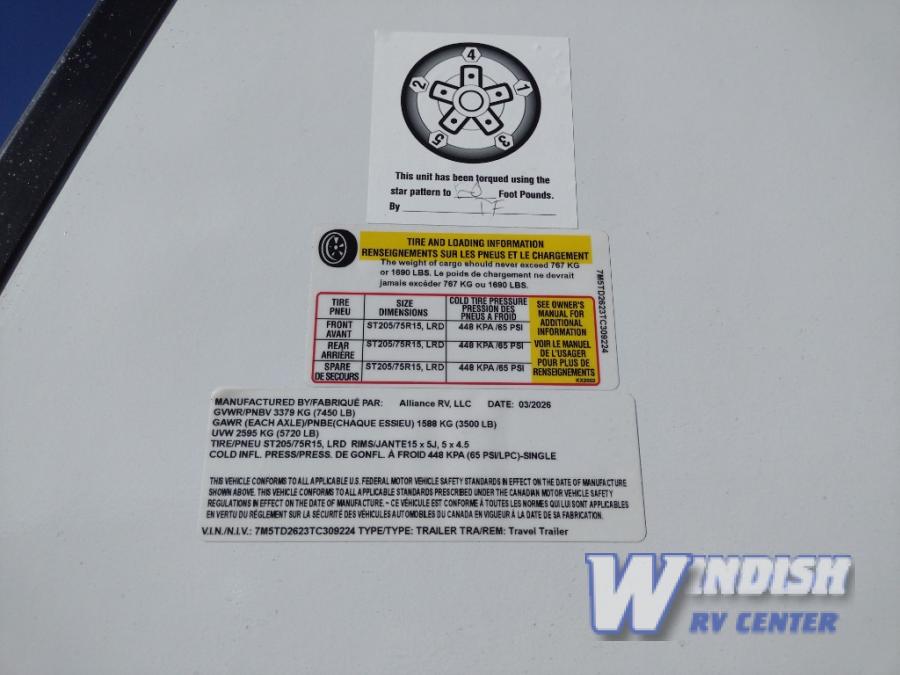 4
2
1
5
3
This unit has been torqued using the
star pattern to Foot Pounds.
By
TIRE AND LOADING INFORMATION
RENSEIGNEMENTS SUR LES PNEUS ET LE CHARGEMENT
The weight of cargo should never exceed 767 KG
or 1690 LBS. Le poids de chargement ne devrait
jamais excéder 767 KG ou 1690 LBS.
TIRE SIZE COLD TIRE PRESSURE SEE OWNER'S
PNEU DIMENSIONS PRESSION DES MANUAL FOR
PNEUS A FROID ADDITIONAL
FRONT ST205/75R15, LRD 448 KPA /65 PSI INFORMATION
AVANT
REAR ST205/75R15, LRD 448 KPA /65 PSI VOIR LE MANUEL
ARRIÈRE DE L'USAGER
SPARE ST205/75R15, LRD 448 KPA /65 PSI POUR PLUS DE
DE SECOURS RENSEIGNEMENTS
7M5TD2623TC309224
MANUFACTURED BY/FABRIQUÉ PAR: Alliance RV, LLC DATE: 03/2026
GVWR/PNBV 3379 KG (7450 LB)
GAWR (EACH AXLE)/PNBE(CHAQUE ESSIEU) 1588 KG (3500 LB)
UVW 2595 KG (5720 LB)
TIRE/PNEU ST205/75R15, LRD RIMS/JANTE15 x 5J, 5 x 4.5
COLD INFL. PRESS/PRESS. DE GONFL. À FROID 448 KPA (65 PSI/LPC)-SINGLE
THIS VEHICLE CONFORMS TO ALL APPLICABLE U.S. FEDERAL MOTOR VEHICLE SAFETY STANDARDS IN EFFECT ON THE DATE OF MANUFACTURE
SHOWN ABOVE. THIS VEHICLE CONFORMS TO ALL APPLICABLE STANDARDS PRESCRIBED UNDER THE CANADIAN MOTOR VEHICLE SAFETY
REGULATIONS IN EFFECT ON THE DATE OF MANUFACTURE. - CE VÉHICULE EST CONFORME À TOUTES LES NORMES QUI LUI SONT APPLICABLES
EN VERTU DU RÈGLEMENT SUR LA SÉCURITÉ DES VÉHICULES AUTOMOBILES DU CANADA EN VIGUEUR À LA DATE DE SA FABRICATION.
V.I.N./N.I.V.: 7M5TD2623TC309224 TYPE/TYPE: TRAILER TRA/REM: Travel Trailer
WINDISH
RV CENTER